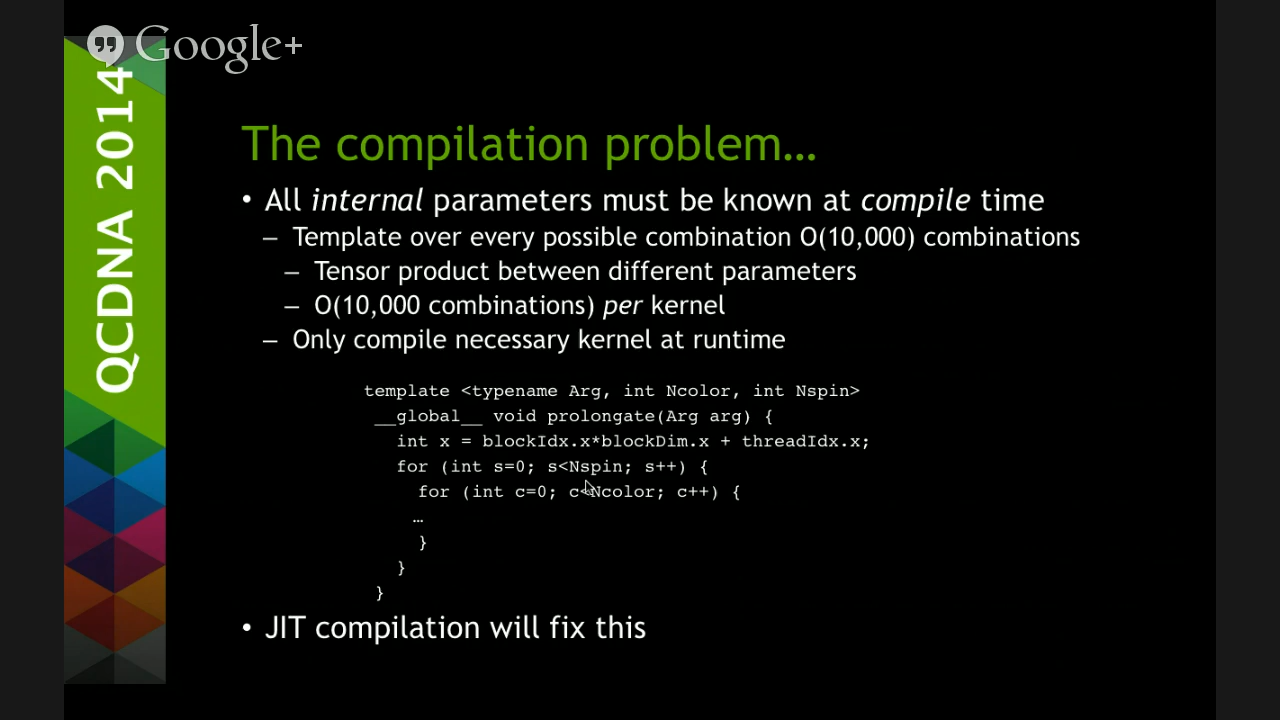 Google+
QCDNA 2014
The compilation problem…
• All internal parameters must be known at compile time
– Template over every possible combination O(10,000) combinations
– Tensor product between different parameters
– O(10,000 combinations) per kernel
– Only compile necessary kernel at runtime
template <typename Arg, int Ncolor, int Nspin>
__global__ void prolongate(Arg arg) {
int x = blockIdx.x*blockDim.x + threadIdx.x;
for (int s=0; s<Nspin; s++) {
for (int c=0; c<Ncolor; c++) {
…
}
}
}
• JIT compilation will fix this